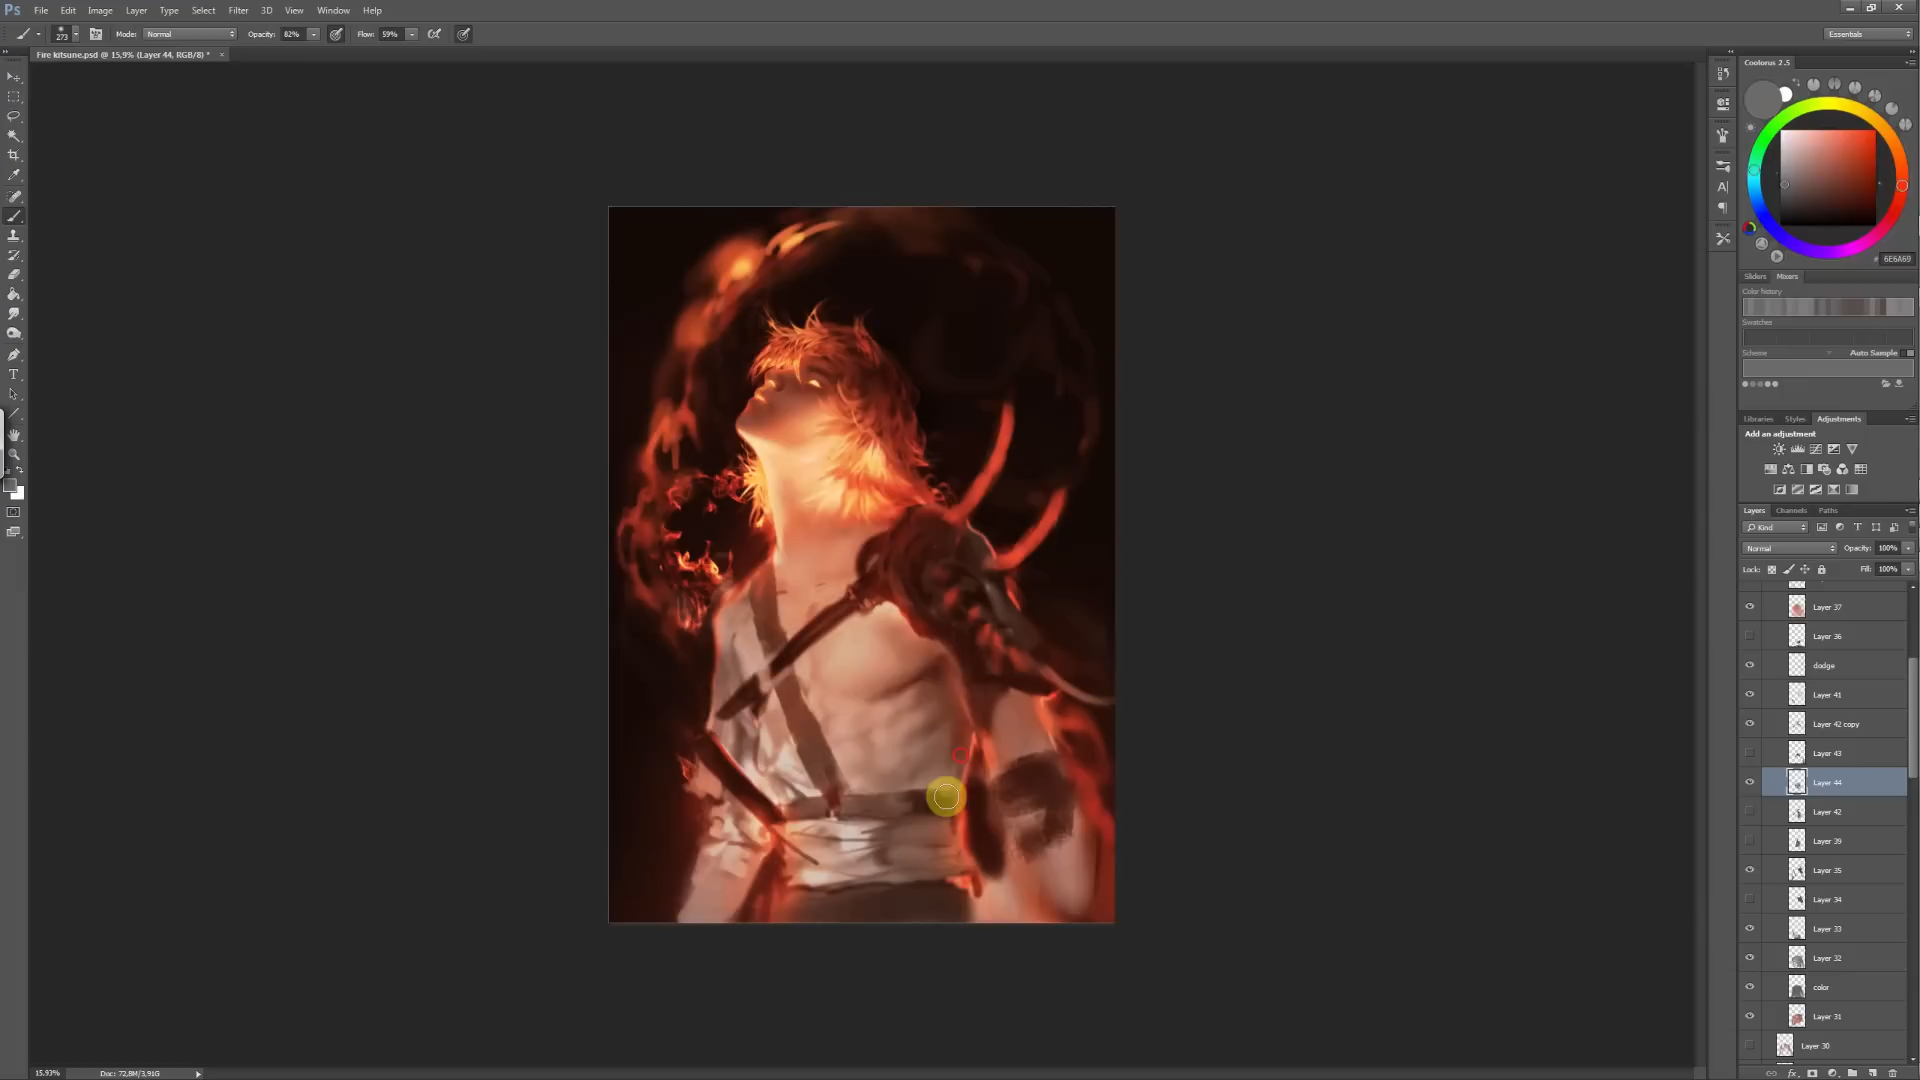 Ps File Edit Image Layer Type Select Filter 3D View Window Help
273 Mode: Normal Opacity: 82% Flow: 59% Essentials
Fire kitsune.psd @ 15,9% (Layer 44, RGB/8) * ×
Coolorus 2.5
# 6E6A69
Sliders Mixers
Color history
Swatches
Scheme Auto Sample
Libraries Styles Adjustments
Add an adjustment
Layers Channels Paths
Kind
Normal Opacity: 100%
Lock: Fill: 100%
Layer 37
Layer 36
dodge
Layer 41
Layer 42 copy
Layer 43
Layer 44
Layer 42
Layer 39
Layer 35
Layer 34
Layer 33
Layer 32
color
Layer 31
Layer 30
15,93% Doc: 72,8M/3,91G